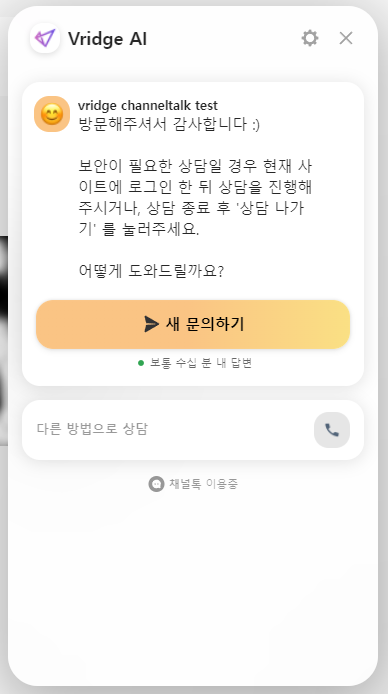 Vridge AI
vridge channeltalk test
방문해주셔서 감사합니다 :)
보안이 필요한 상담일 경우 현재 사
이트에 로그인 한 뒤 상담을 진행해
주시거나, 상담 종료 후 '상담 나가
기' 를 눌러주세요.
어떻게 도와드릴까요?
새 문의하기
보통 수십 분 내 답변
다른 방법으로 상담
채널톡 이용중